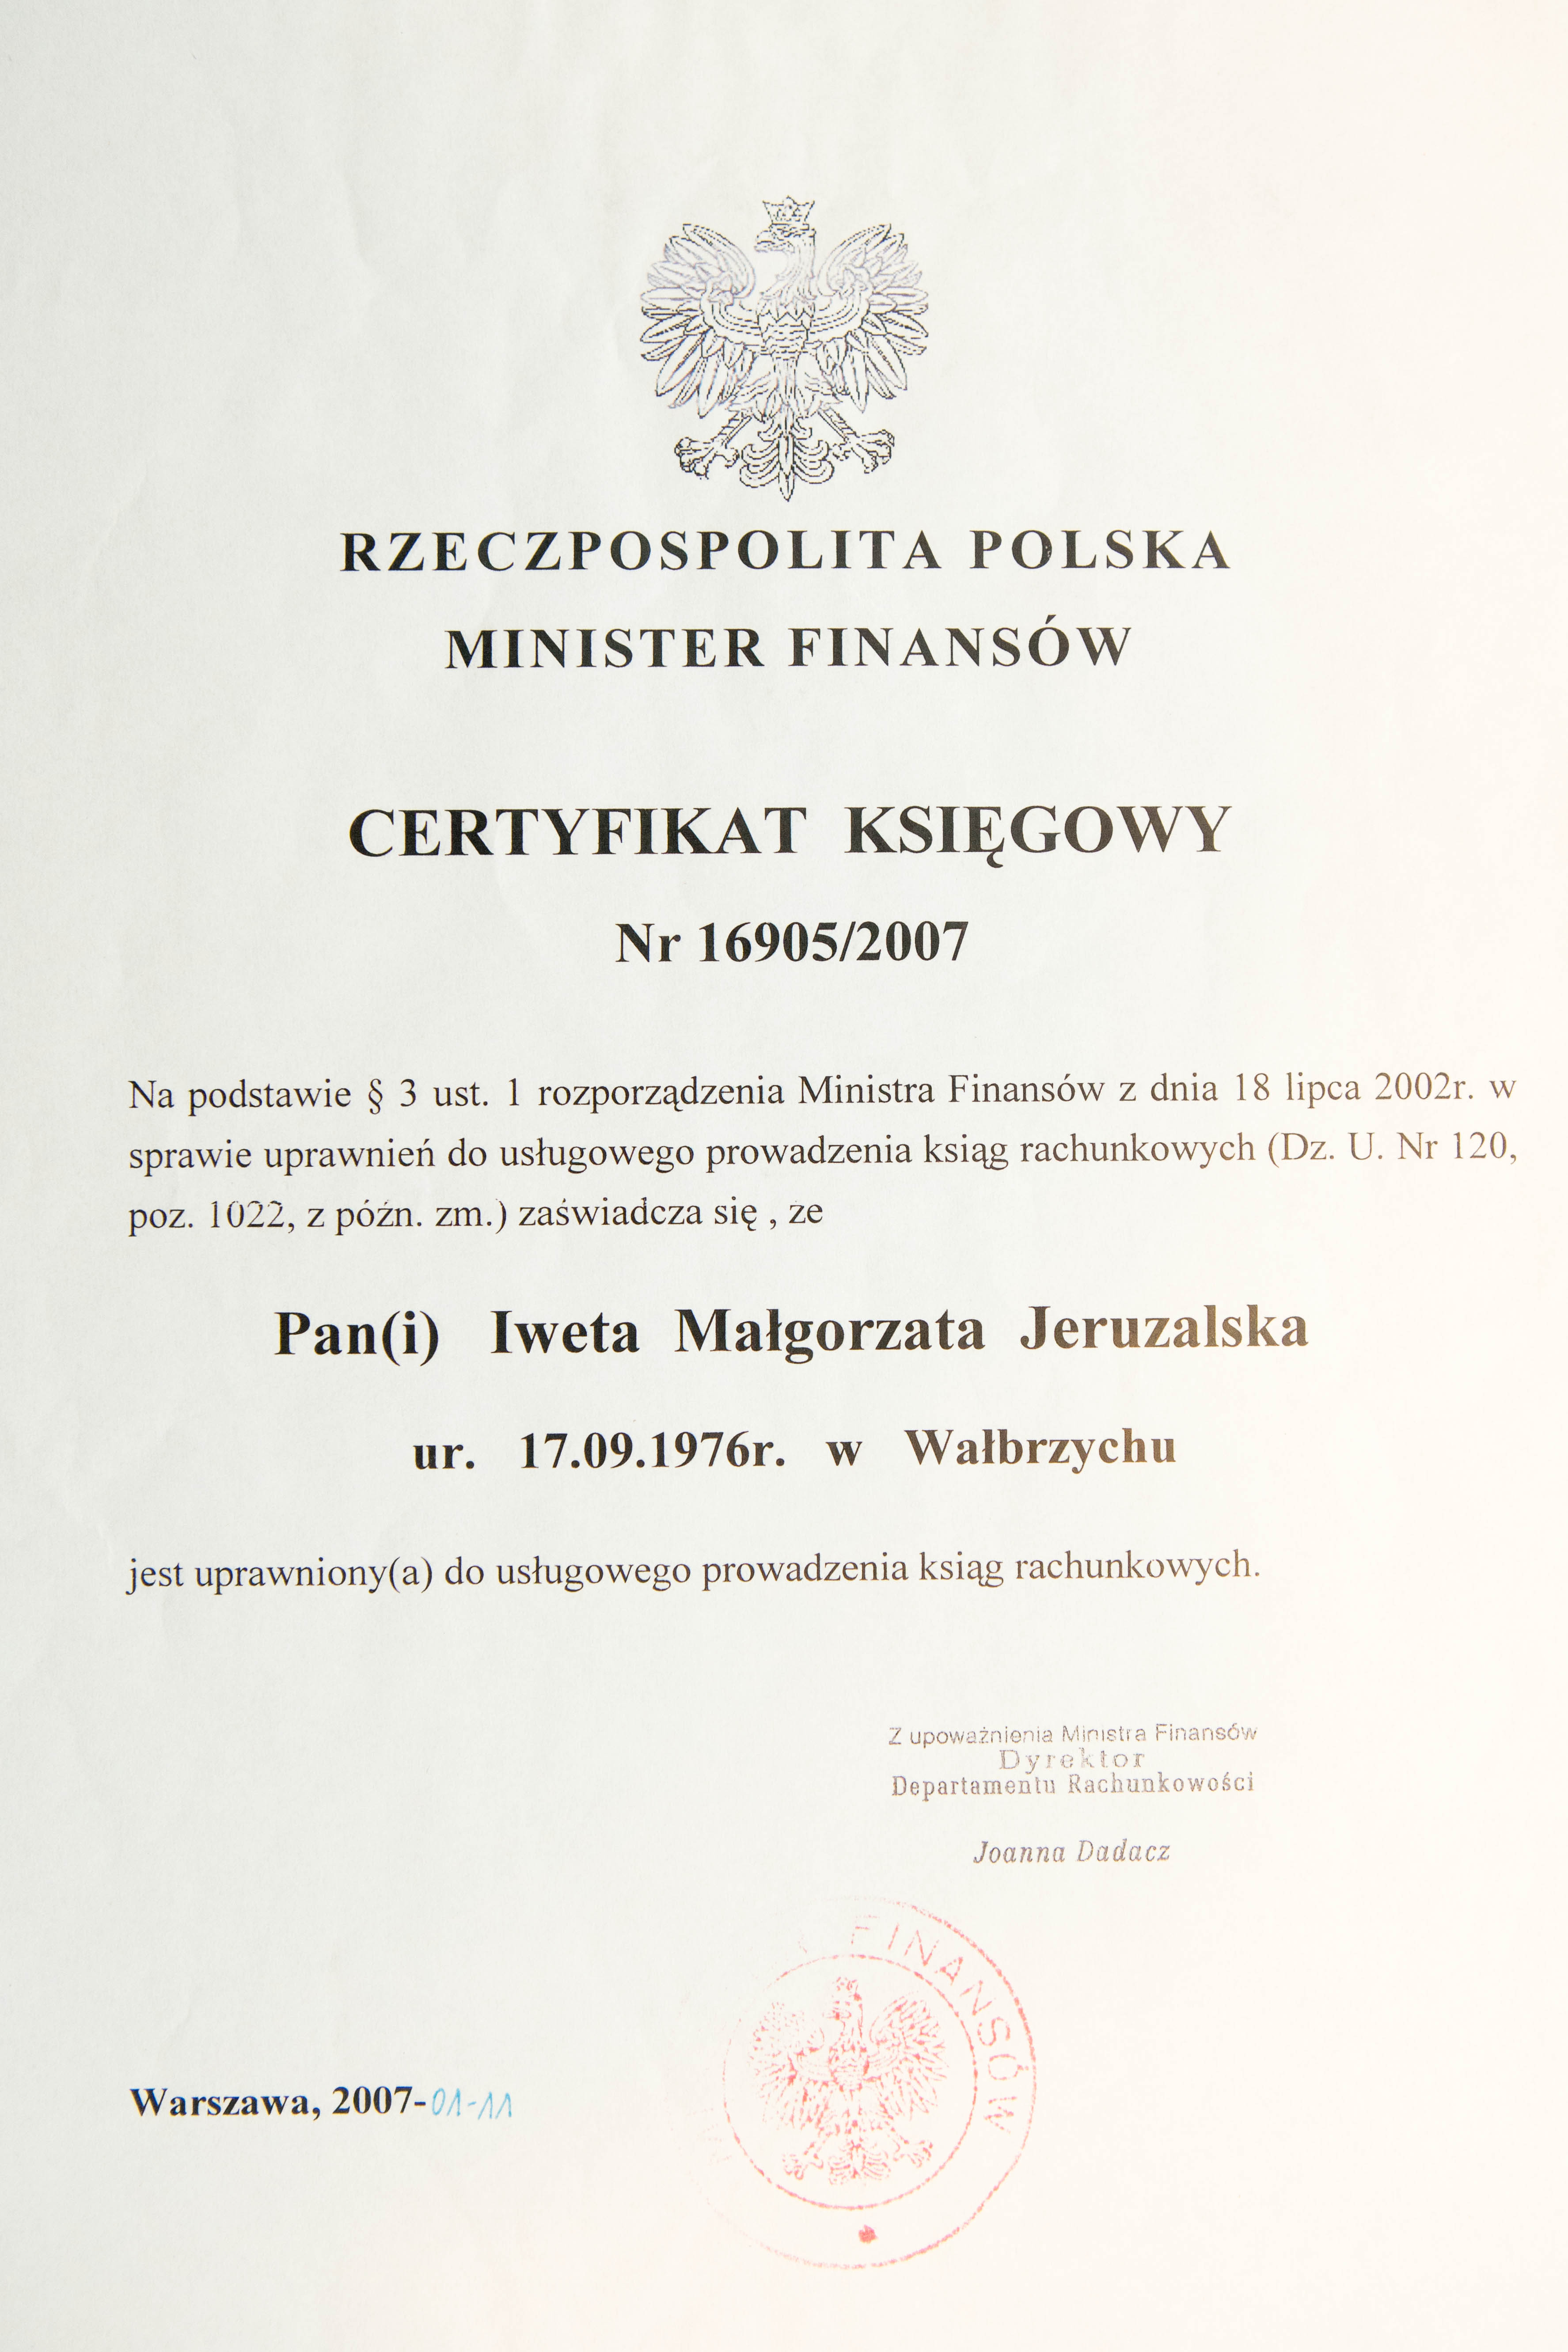 RZECZPOSPOLITA POLSKA
MINISTER FINANSÓW
CERTYFIKAT KSIĘGOWY
Nr 16905/2007
Na podstawie § 3 ust. 1 rozporządzenia Ministra Finansów z dnia 18 lipca 2002r. w
sprawie uprawnień do usługowego prowadzenia ksiąg rachunkowych (Dz. U. Nr 120,
poz. 1022, z późn. zm.) zaświadcza się , że
Pan(i) Iweta Małgorzata Jeruzalska
ur. 17.09.1976r. w Wałbrzychu
jest uprawniony(a) do usługowego prowadzenia ksiąg rachunkowych.
Z upoważnienia Ministra Finansów
Dyrektor
Departamentu Rachunkowości
Joanna Dadacz
FINANSÓW
Warszawa, 2007-01-11